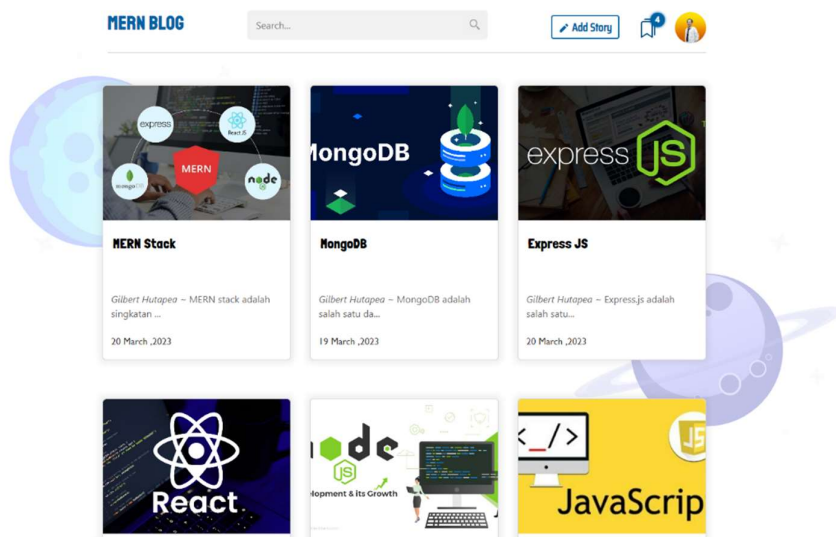 MERN BLOG
Search...
Add Story
4
express
React JS
MERN
mongoDB
node
MongoDB
express JS
MERN Stack
MongoDB
Express JS
Gilbert Hutapea – MERN stack adalah
singkatan ...
Gilbert Hutapea – MongoDB adalah
salah satu da...
Gilbert Hutapea – Express.js adalah
salah satu...
20 March ,2023
19 March ,2023
20 March ,2023
React
node
JS
lopment & its Growth
</>
JS
JavaScrip